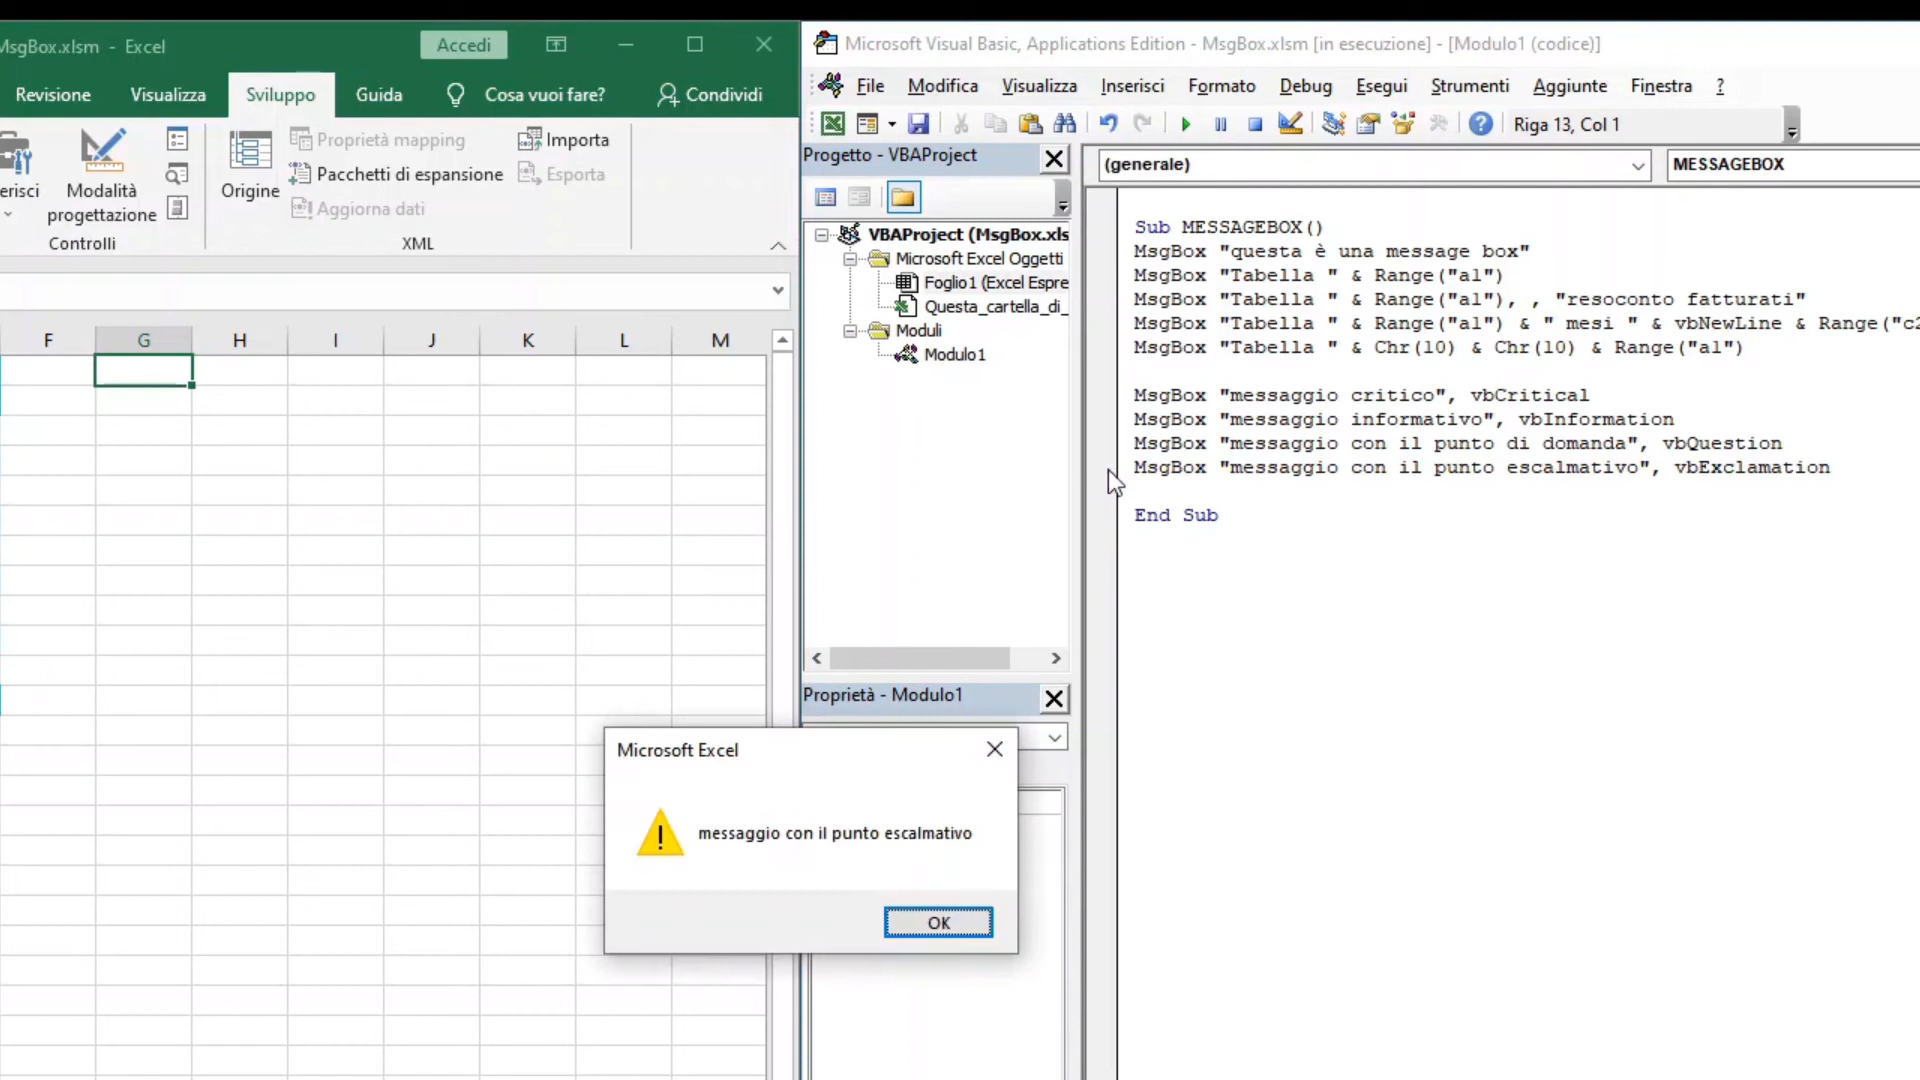 MsgBox.xlsm - Excel
Accedi
Revisione
Visualizza
Sviluppo
Guida
Cosa vuoi fare?
Condividi
Modalità
progettazione
Controlli
Origine
Proprietà mapping
Pacchetti di espansione
Aggiorna dati
Importa
Esporta
XML
F G H I J K L M
Microsoft Visual Basic, Applications Edition - MsgBox.xlsm [in esecuzione] - [Modulo1 (codice)]
File Modifica Visualizza Inserisci Formato Debug Esegui Strumenti Aggiunte Finestra ?
Riga 13, Col 1
Progetto - VBAProject
VBAProject (MsgBox.xls
Microsoft Excel Oggetti
Foglio1 (Excel Espre
Questa_cartella_di_
Moduli
Modulo1
Proprietà - Modulo1
(generale)
MESSAGEBOX
Sub MESSAGEBOX()
MsgBox "questa è una message box"
MsgBox "Tabella " & Range("a1")
MsgBox "Tabella " & Range("a1"), , "resoconto fatturati"
MsgBox "Tabella " & Range("a1") & " mesi " & vbNewLine & Range("c2
MsgBox "Tabella " & Chr(10) & Chr(10) & Range("a1")
MsgBox "messaggio critico", vbCritical
MsgBox "messaggio informativo", vbInformation
MsgBox "messaggio con il punto di domanda", vbQuestion
MsgBox "messaggio con il punto escalmativo", vbExclamation
End Sub
Microsoft Excel
messaggio con il punto escalmativo
OK